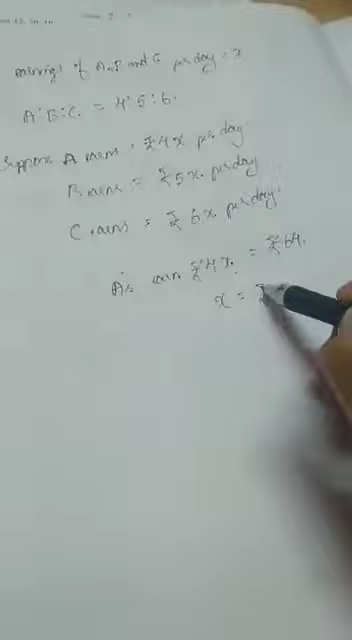 earnings of A, B and C per day = x
A:B:C = 4:5:6.
Suppose A earns = ₹4x per day
B earns = ₹5x per day
C earns = ₹6x per day
A's earn ₹4x = ₹64.
x = ₹